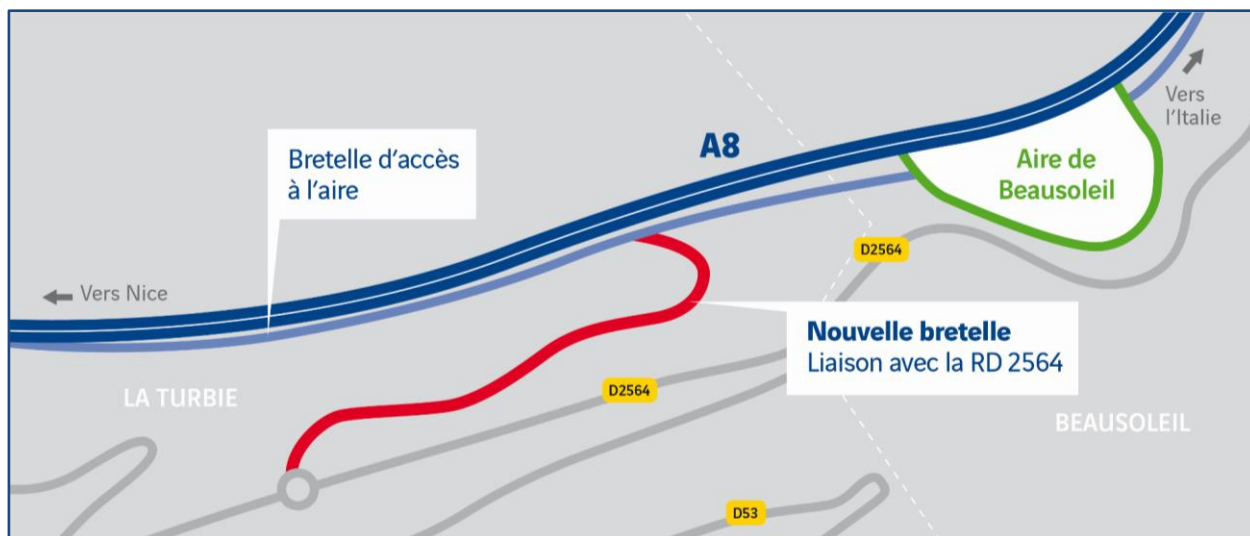 A8
Vers
l'Italie
Bretelle d'accès
à l'aire
Aire de
Beausoleil
D2564
Vers Nice
Nouvelle bretelle
Liaison avec la RD 2564
LA TURBIE
D2564
BEAUSOLEIL
D53